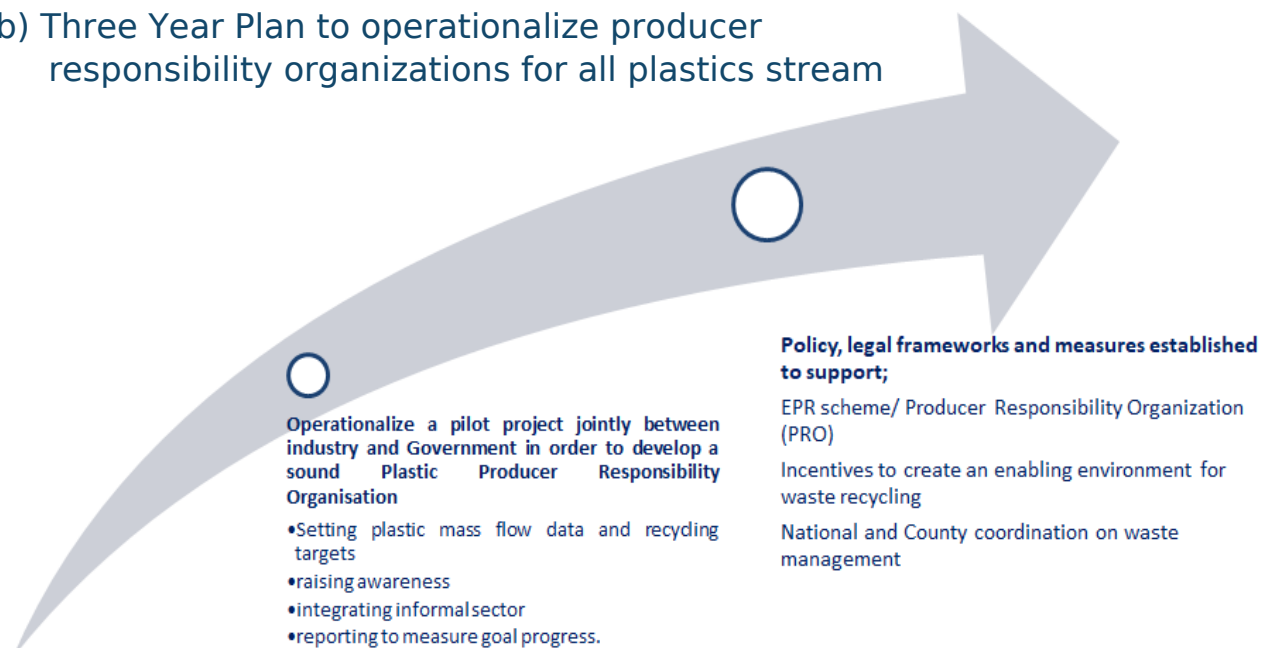 b) Three Year Plan to operationalize producer
responsibility organizations for all plastics stream
Operationalize a pilot project jointly between
industry and Government in order to develop a
sound Plastic Producer Responsibility
Organisation
•Setting plastic mass flow data and recycling
targets
•raising awareness
•integrating informal sector
•reporting to measure goal progress.
Policy, legal frameworks and measures established
to support;
EPR scheme/ Producer Responsibility Organization
(PRO)
Incentives to create an enabling environment for
waste recycling
National and County coordination on waste
management